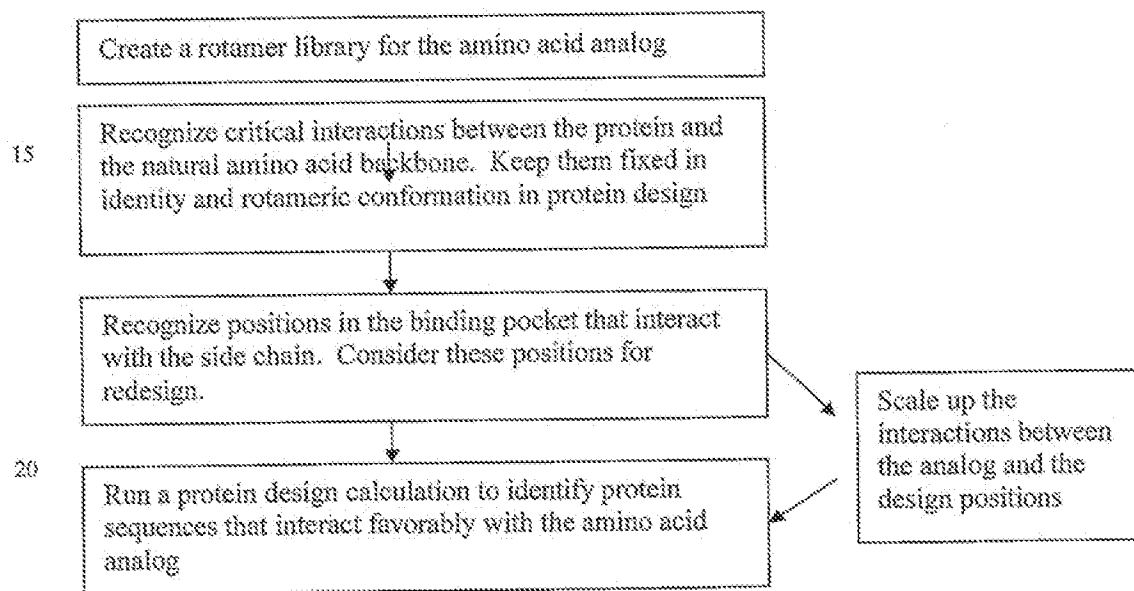 Create a rotamer library for the amino acid analog
15
Recognize critical interactions between the protein and
the natural amino acid backbone. Keep them fixed in
identity and rotameric conformation in protein design
Recognize positions in the binding pocket that interact
with the side chain. Consider these positions for
redesign.
Scale up the
interactions between
the analog and the
design positions
20
Run a protein design calculation to identify protein
sequences that interact favorably with the amino acid
analog